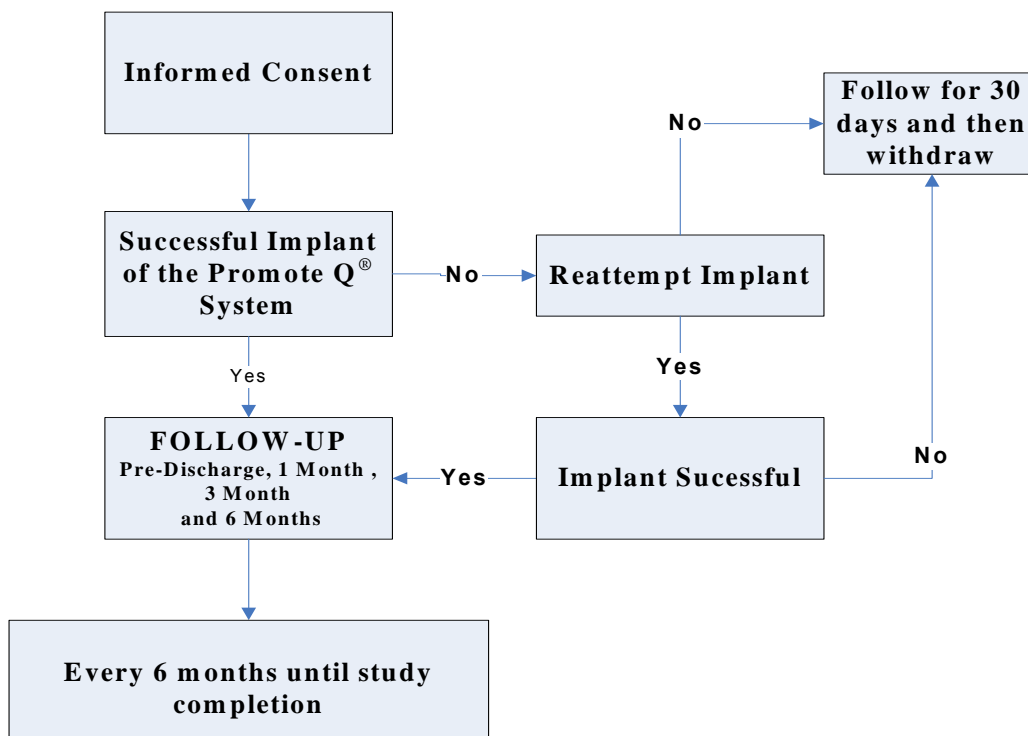 Informed Consent
Follow for 30
days and then
withdraw
No
Successful Implant
of the Promote Q®
System
No
Reattempt Implant
Yes
Yes
FOLLOW-UP
Pre-Discharge, 1 Month ,
3 Month
and 6 Months
Yes
Implant Sucessful
No
Every 6 months until study
completion